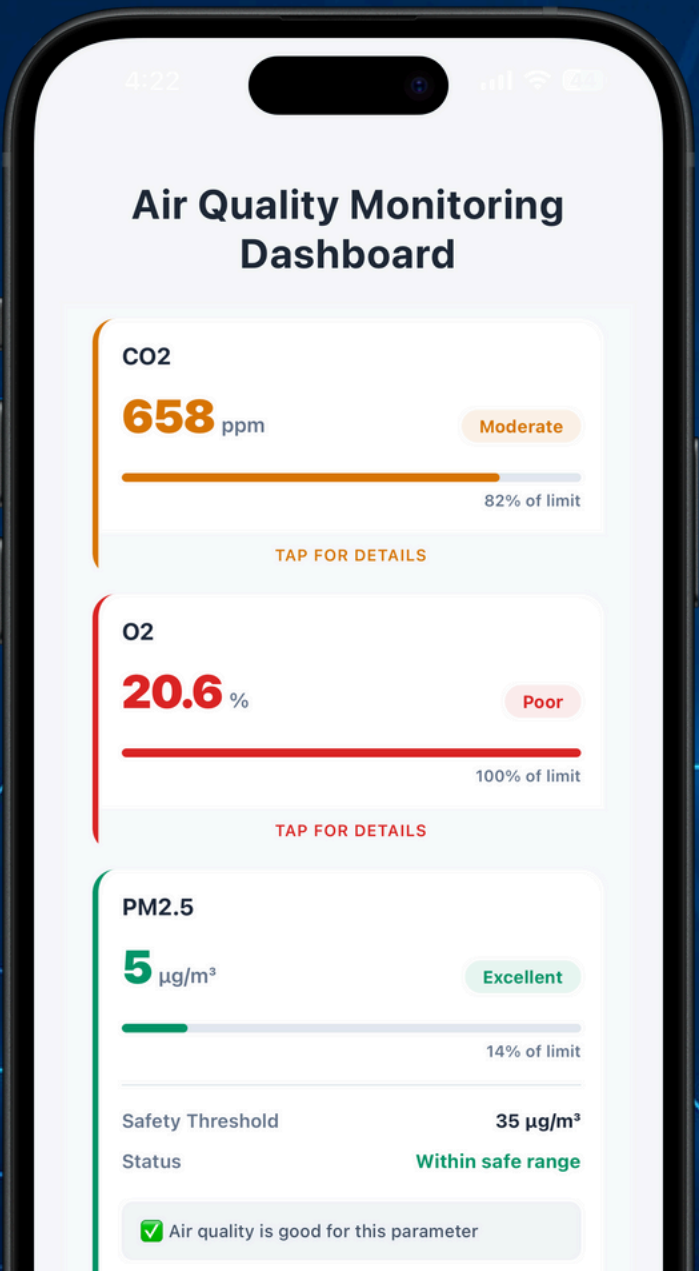 4:22
Air Quality Monitoring
Dashboard
CO2
658 ppm
Moderate
82% of limit
TAP FOR DETAILS
O2
20.6 %
Poor
100% of limit
TAP FOR DETAILS
PM2.5
5 µg/m³
Excellent
14% of limit
Safety Threshold 35 µg/m³
Status Within safe range
✅ Air quality is good for this parameter